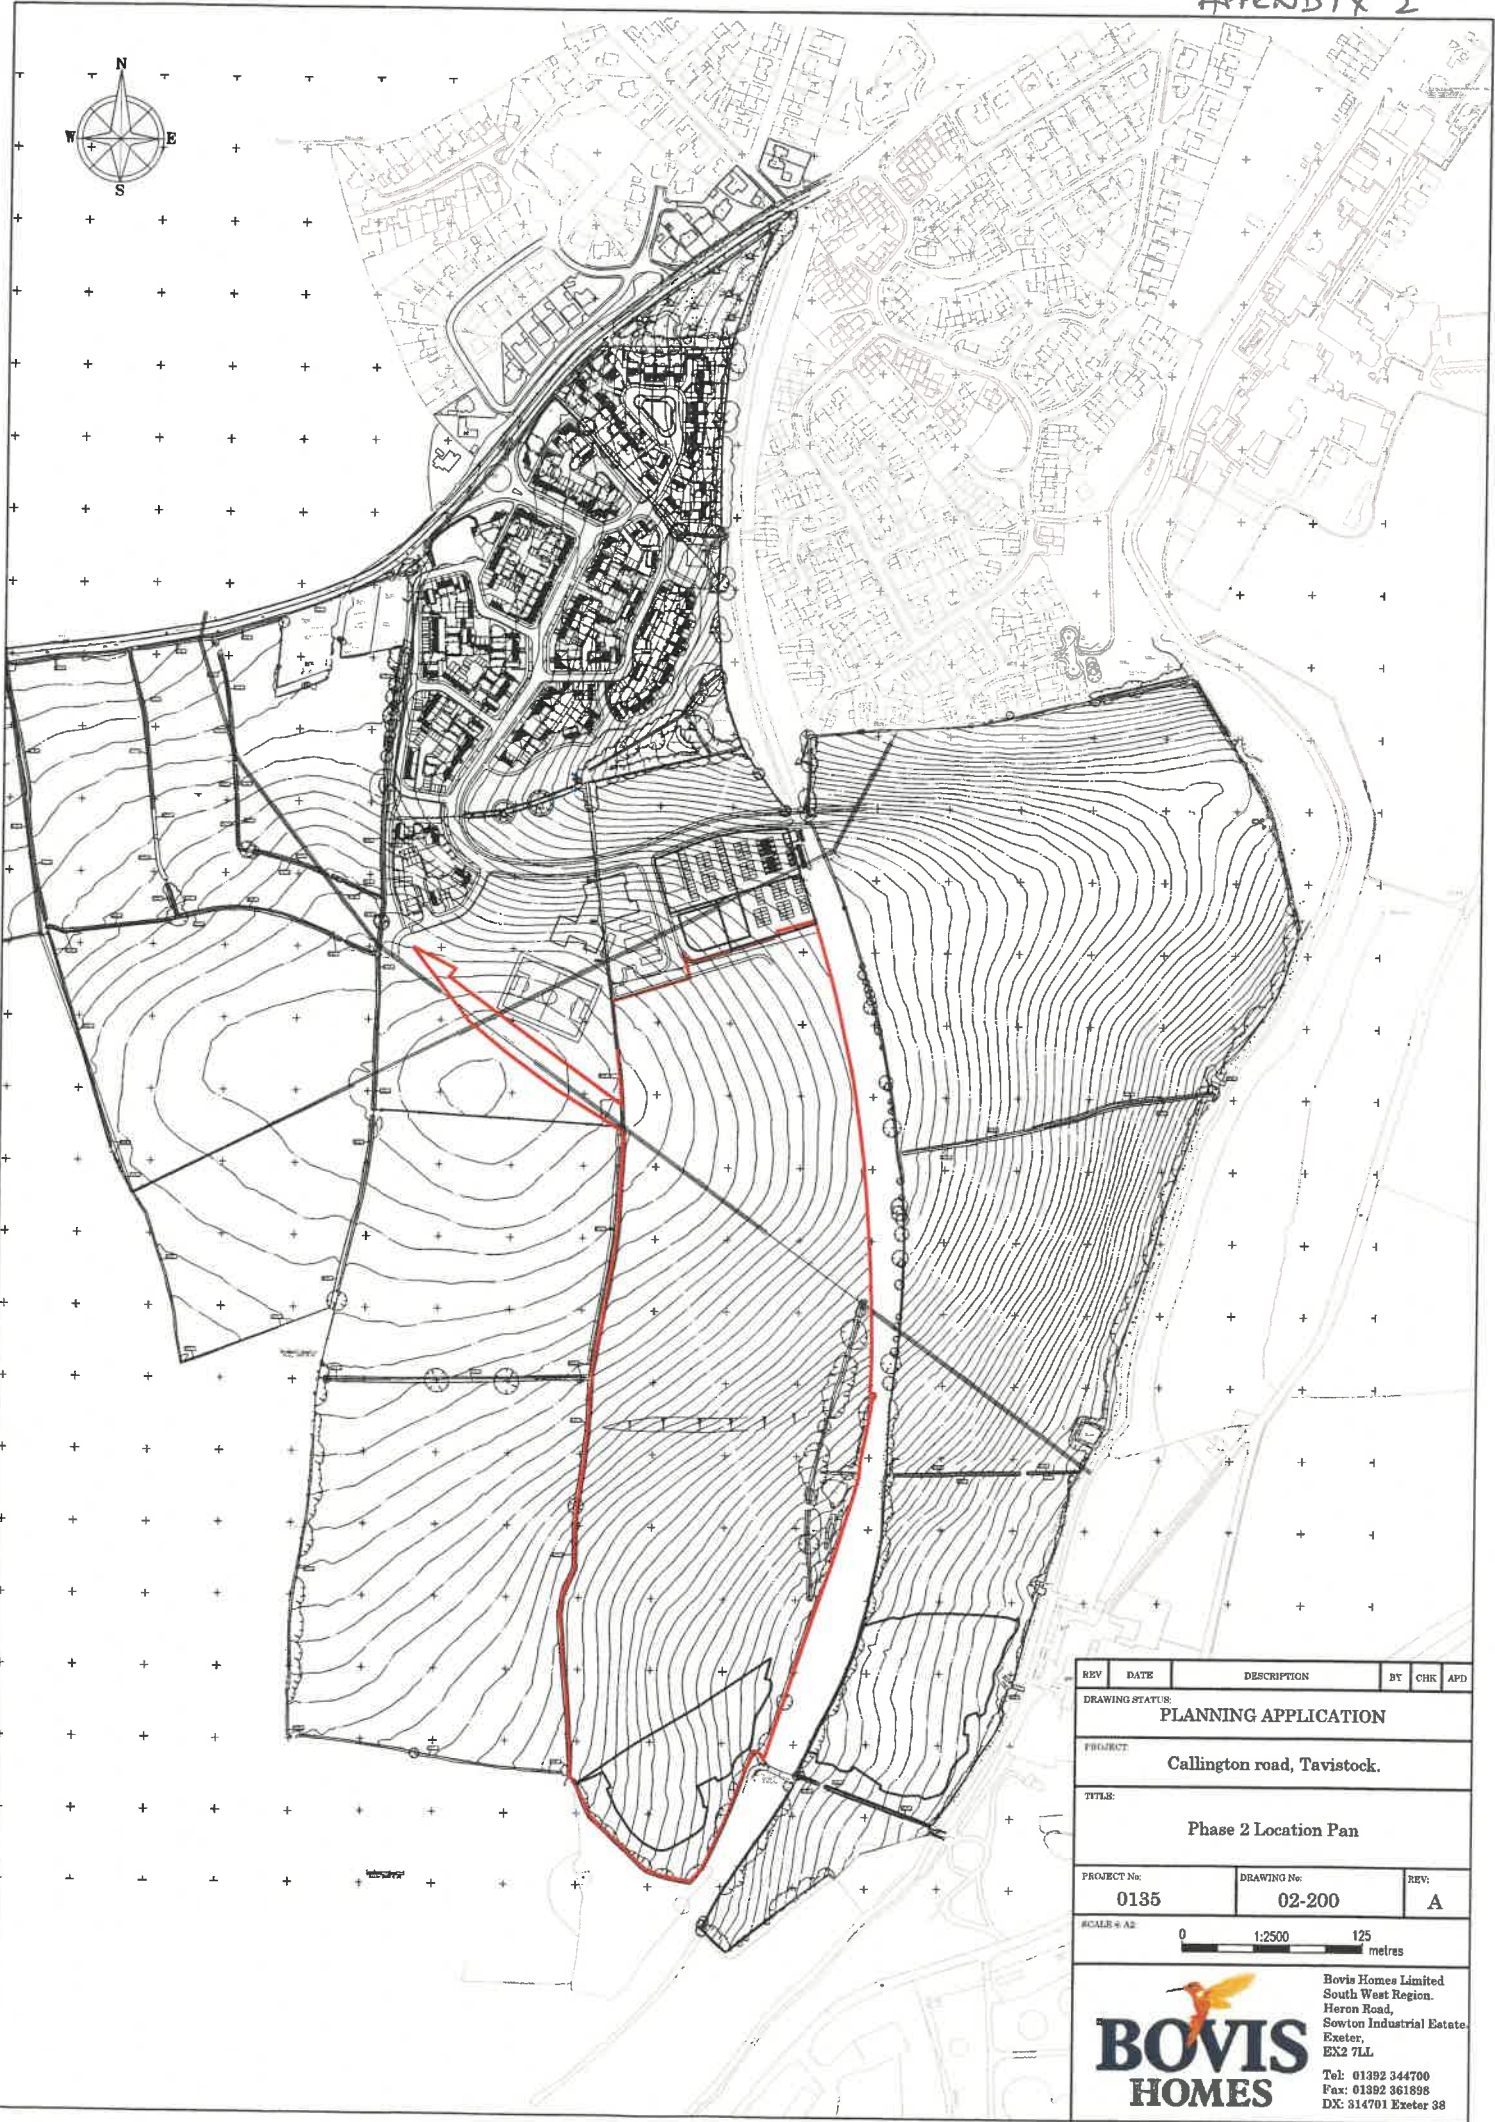 APPENDIX 2
N
W E
S
REV DATE DESCRIPTION BY CHK APD
DRAWING STATUS:
PLANNING APPLICATION
PROJECT:
Callington road, Tavistock.
TITLE:
Phase 2 Location Pan
PROJECT No: DRAWING No: REV:
0135 02-200 A
SCALE @ A2
0 1:2500 125
metres
BOVIS
HOMES
Bovis Homes Limited
South West Region.
Heron Road,
Sowton Industrial Estate,
Exeter,
EX2 7LL
Tel: 01392 344700
Fax: 01392 361898
DX: 314701 Exeter 38